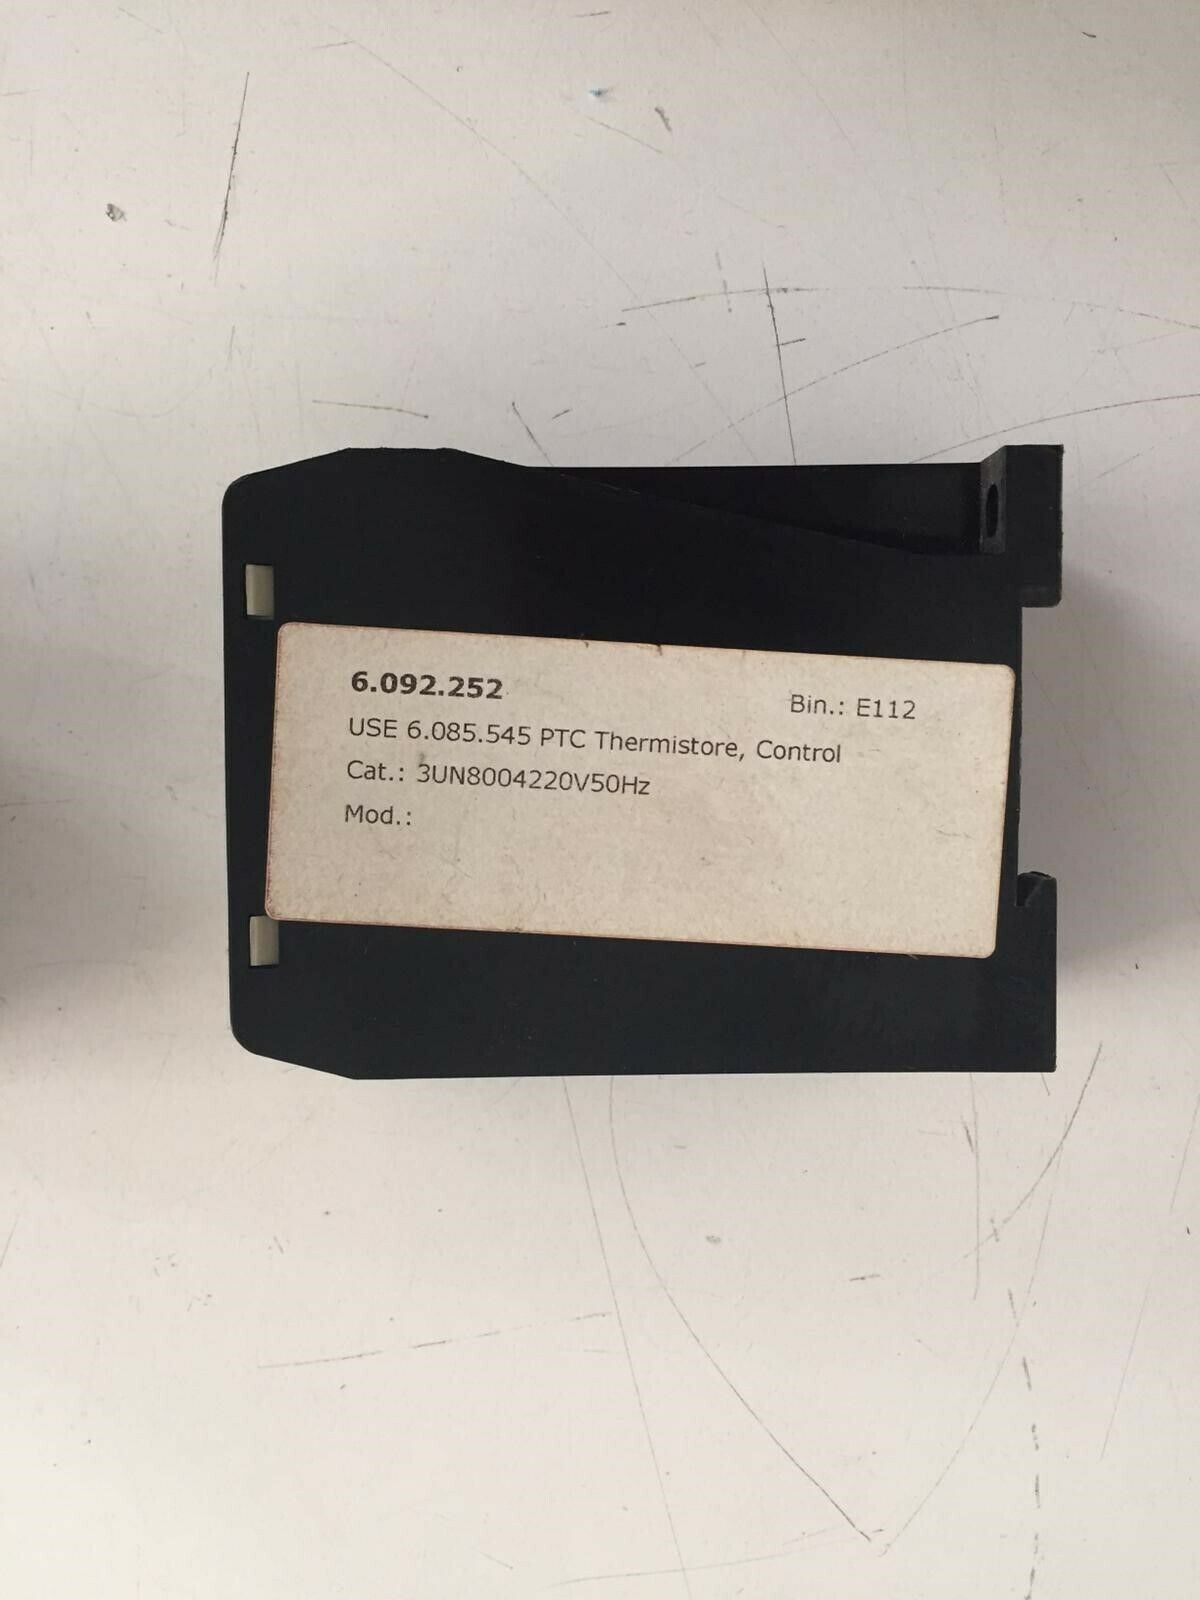 6.092.252 Bin.: E112
USE 6.085.545 PTC Thermistore, Control
Cat.: 3UN8004220V50Hz
Mod.: